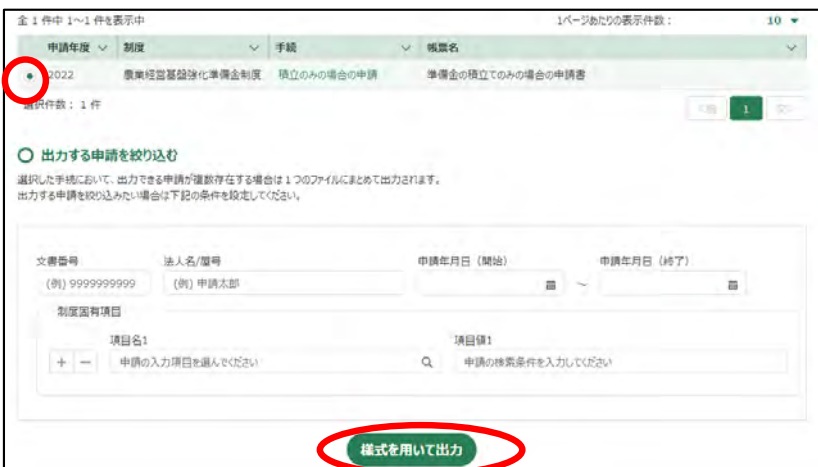 全 1 件中 1～1 件を表示中 1ページあたりの表示件数： 10
申請年度 制度 手続 帳票名
2022 農業経営基盤強化準備金制度 積立のみの場合の申請 準備金の積立てのみの場合の申請書
選択件数：1 件 1
出力する申請を絞り込む
選択した手続において、出力できる申請が複数存在する場合は1つのファイルにまとめて出力されます。
出力する申請を絞り込みたい場合は下記の条件を設定してください。
文書番号 法人名/屋号 申請年月日（開始） 申請年月日（終了）
(例) 9999999999 (例) 申請太郎 ～
制度固有項目
項目名1 項目値1
+ － 申請の入力項目を選んでください 申請の検索条件を入力してください
様式を用いて出力